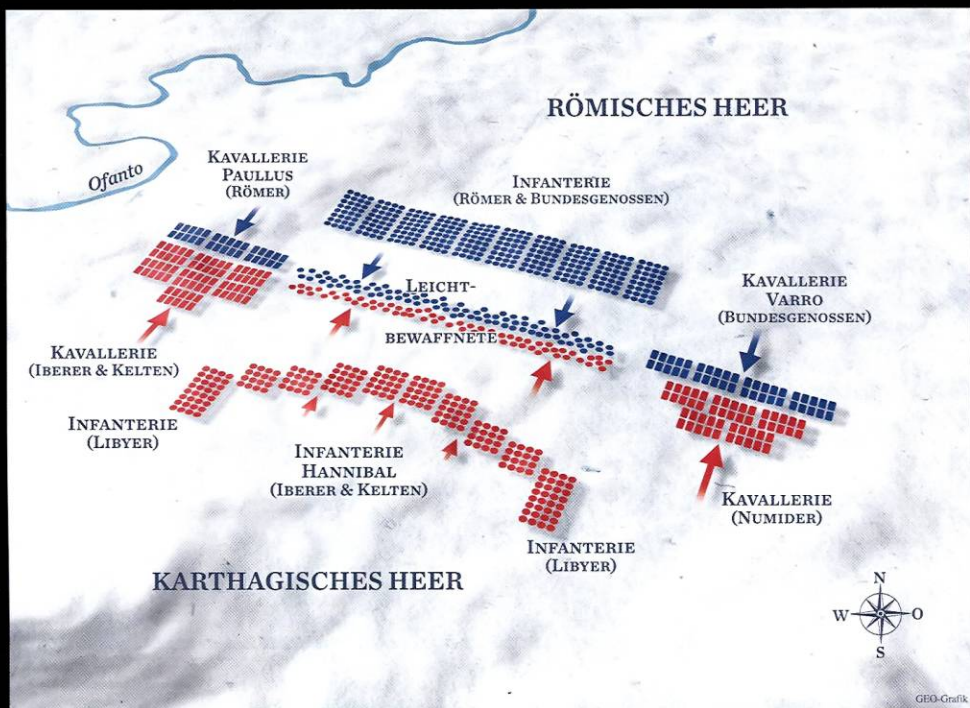 RÖMISCHES HEER
Ofanto
KAVALLERIE
PAULLUS
(RÖMER)
INFANTERIE
(RÖMER & BUNDESGENOSSEN)
LEICHT-
BEWAFFNETE
KAVALLERIE
VARRO
(BUNDESGENOSSEN)
KAVALLERIE
(IBERER & KELTEN)
INFANTERIE
(LIBYER)
INFANTERIE
HANNIBAL
(IBERER & KELTEN)
KAVALLERIE
(NUMIDER)
INFANTERIE
(LIBYER)
KARTHAGISCHES HEER
N
W
O
S
GEO-Grafik